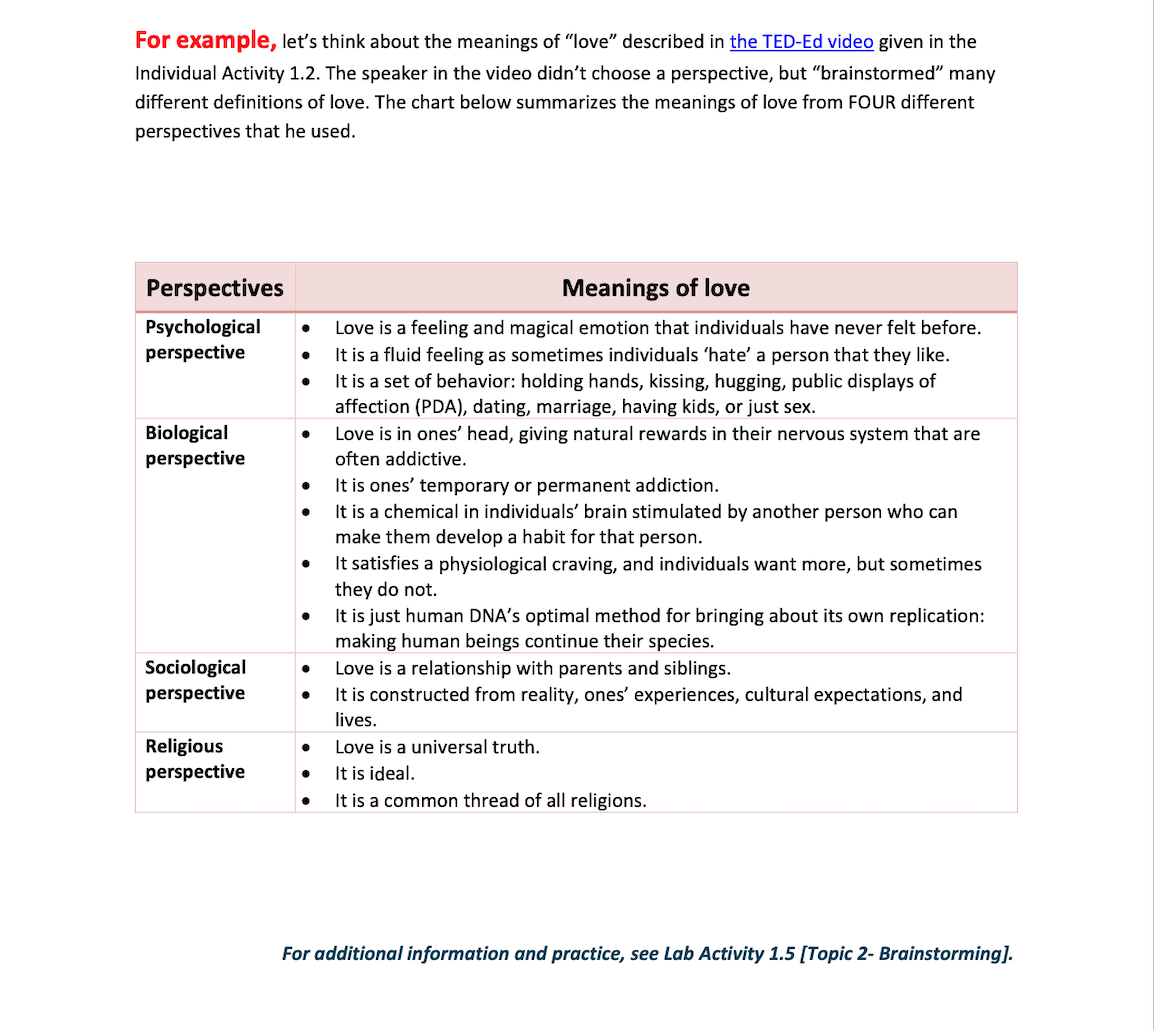 For example, let’s think about the meanings of “love” described in the TED-Ed video given in the
Individual Activity 1.2. The speaker in the video didn’t choose a perspective, but “brainstormed” many
different definitions of love. The chart below summarizes the meanings of love from FOUR different
perspectives that he used.
Perspectives
Meanings of love
Psychological
perspective
• Love is a feeling and magical emotion that individuals have never felt before.
• It is a fluid feeling as sometimes individuals ‘hate’ a person that they like.
• It is a set of behavior: holding hands, kissing, hugging, public displays of
affection (PDA), dating, marriage, having kids, or just sex.
Biological
perspective
• Love is in ones’ head, giving natural rewards in their nervous system that are
often addictive.
• It is ones’ temporary or permanent addiction.
• It is a chemical in individuals’ brain stimulated by another person who can
make them develop a habit for that person.
• It satisfies a physiological craving, and individuals want more, but sometimes
they do not.
• It is just human DNA’s optimal method for bringing about its own replication:
making human beings continue their species.
Sociological
perspective
• Love is a relationship with parents and siblings.
• It is constructed from reality, ones’ experiences, cultural expectations, and
lives.
Religious
perspective
• Love is a universal truth.
• It is ideal.
• It is a common thread of all religions.
For additional information and practice, see Lab Activity 1.5 [Topic 2- Brainstorming].